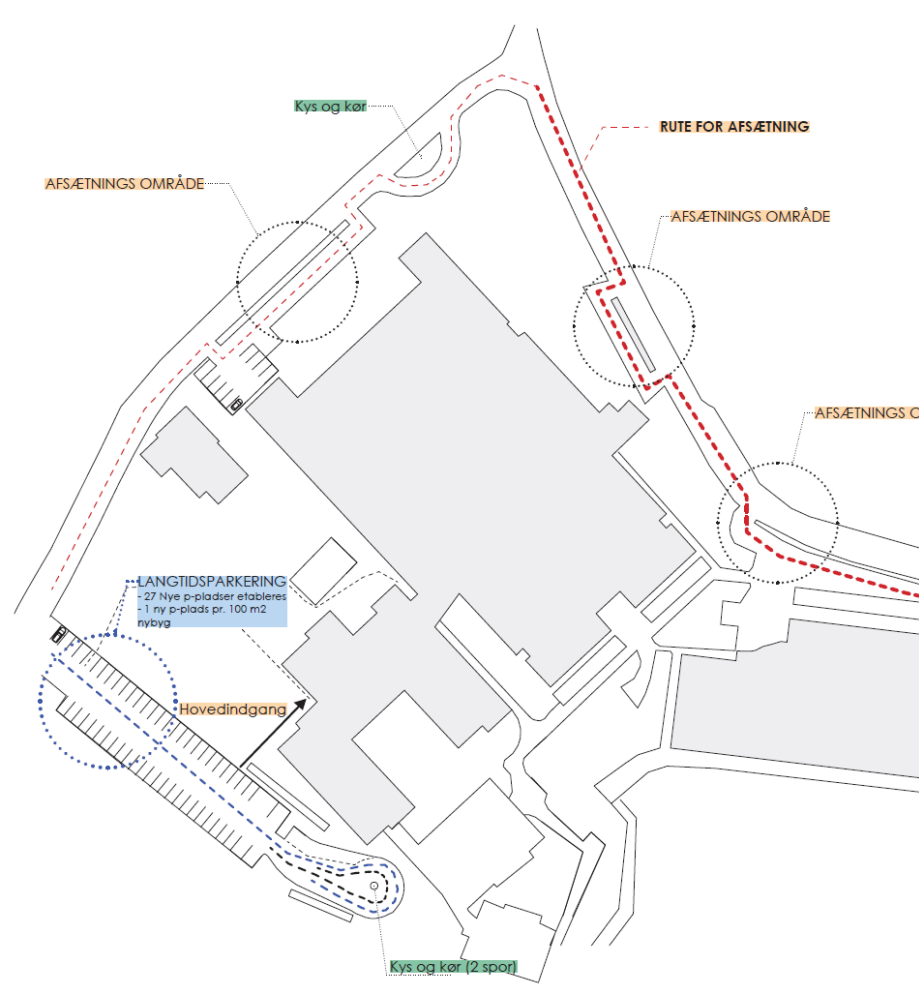 Kys og kør
RUTE FOR AFSÆTNING
AFSÆTNINGS OMRÅDE
AFSÆTNINGS OMRÅDE
AFSÆTNINGS O
LANGTIDSPARKERING
- 27 Nye p-pladser etableres
- 1 ny p-plads pr. 100 m2
nybyg
Hovedindgang
Kys og kør (2 spor)